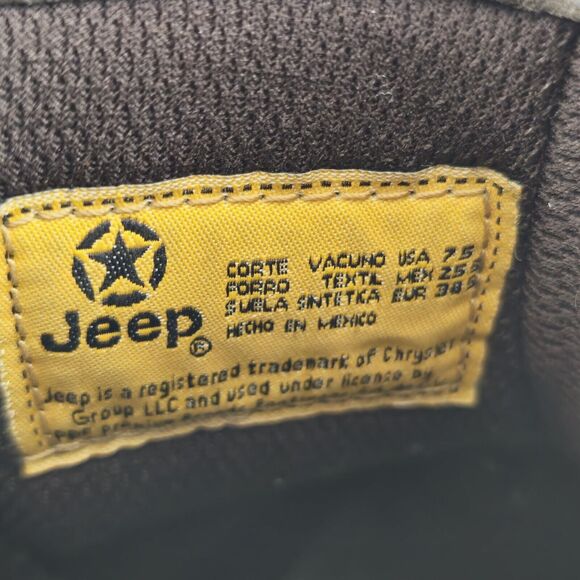 Jeep®
CORTE VACUNO USA 7.5
FORRO TEXTIL MEX 25.5
SUELA SINTETICA EUR 38.5
HECHO EN MEXICO
Jeep is a registered trademark of Chrysler
Group LLC and used under license by